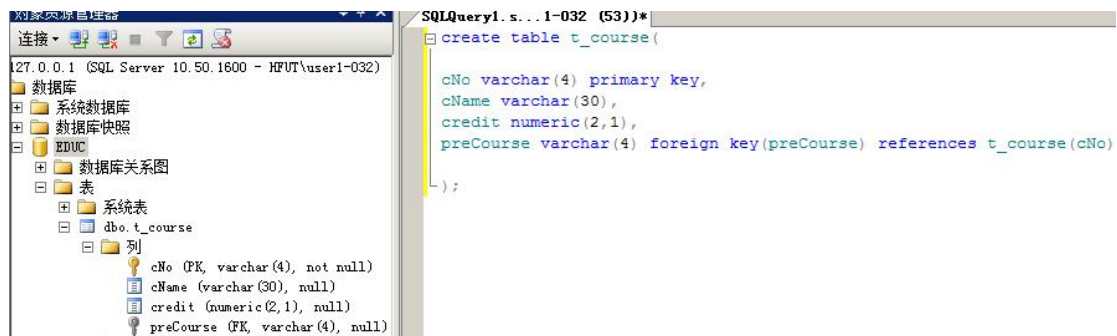 对象资源管理器
连接
127.0.0.1 (SQL Server 10.50.1600 - HFUT\user1-032)
数据库
系统数据库
数据库快照
EDUC
数据库关系图
表
系统表
dbo.t_course
列
cNo (PK, varchar(4), not null)
cName (varchar(30), null)
credit (numeric(2,1), null)
preCourse (FK, varchar(4), null)
SQLQuery1.s...1-032 (53))*
create table t_course(
cNo varchar(4) primary key,
cName varchar(30),
credit numeric(2,1),
preCourse varchar(4) foreign key(preCourse) references t_course(cNo)
);